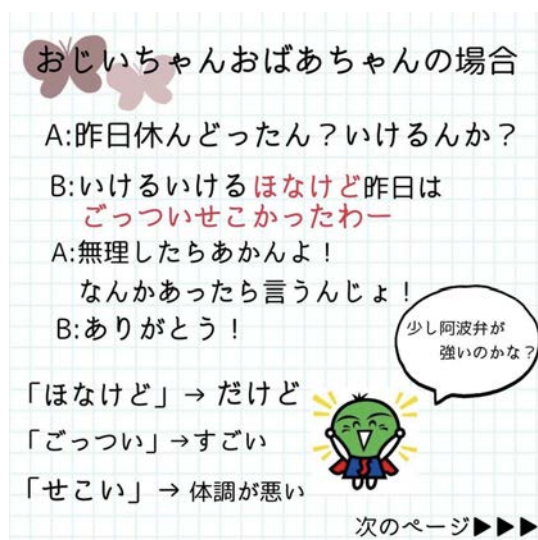 おじいちゃんおばあちゃんの場合
A:昨日休んどったん？いけるんか？
B:いけるいけるほなけど昨日は
ごっついせこかったわー
A:無理したらあかんよ！
なんかあったら言うんじょ！
B:ありがとう！
少し阿波弁が
強いのかな？
「ほなけど」→ だけど
「ごっつい」→すごい
「せこい」→ 体調が悪い
次のページ▶▶▶